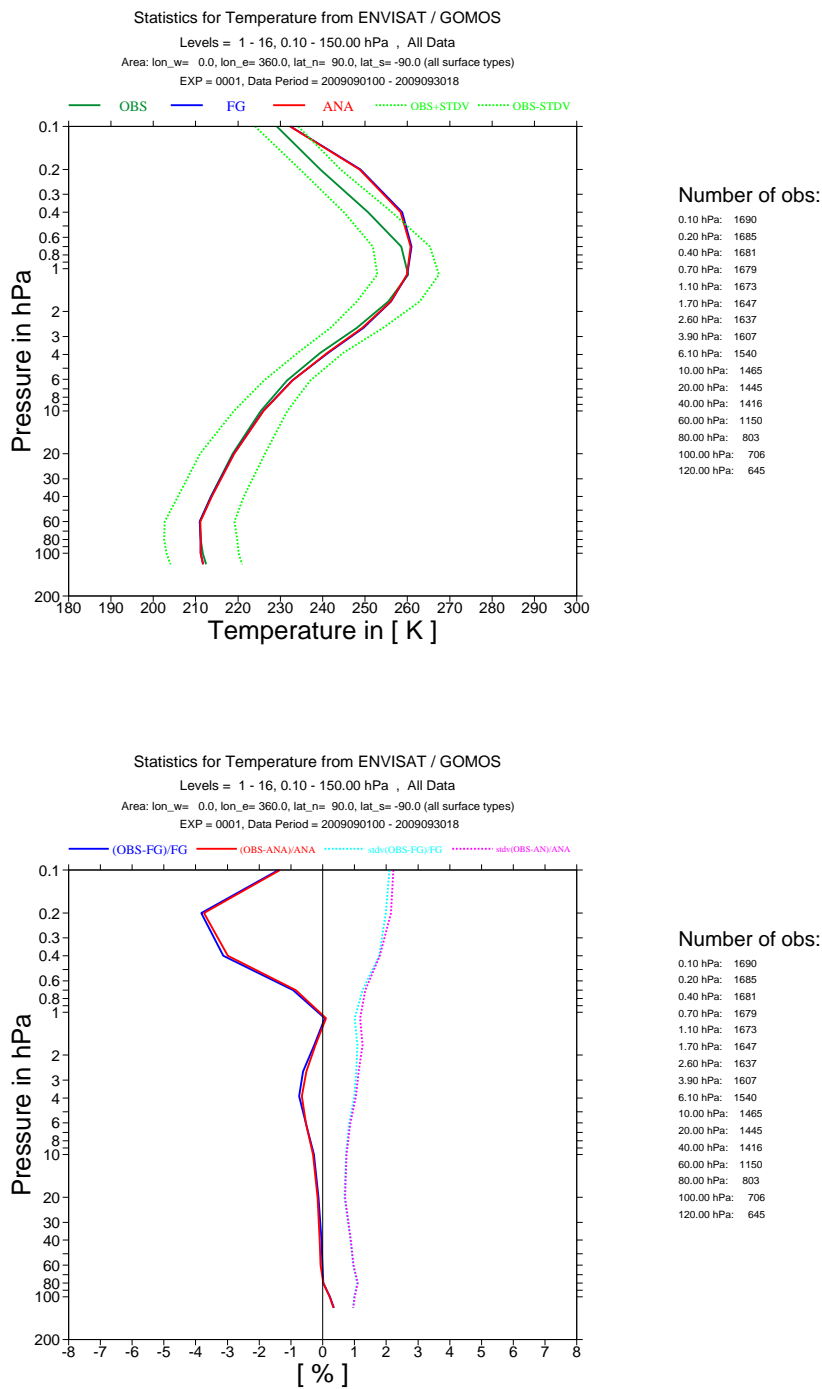 Statistics for Temperature from ENVISAT / GOMOS
Levels = 1 - 16, 0.10 - 150.00 hPa , All Data
Area: lon_w= 0.0, lon_e= 360.0, lat_n= 90.0, lat_s= -90.0 (all surface types)
EXP = 0001, Data Period = 2009090100 - 2009093018
OBS FG ANA OBS+STDV OBS-STDV
0.1
0.2
0.3
0.4
0.6
0.8
1
2
3
4
6
8
10
20
30
40
60
80
100
200
Pressure in hPa
180 190 200 210 220 230 240 250 260 270 280 290 300
Temperature in [ K ]
Number of obs:
0.10 hPa: 1690
0.20 hPa: 1685
0.40 hPa: 1681
0.70 hPa: 1679
1.10 hPa: 1673
1.70 hPa: 1647
2.60 hPa: 1637
3.90 hPa: 1607
6.10 hPa: 1540
10.00 hPa: 1465
20.00 hPa: 1445
40.00 hPa: 1416
60.00 hPa: 1150
80.00 hPa: 803
100.00 hPa: 706
120.00 hPa: 645
Statistics for Temperature from ENVISAT / GOMOS
Levels = 1 - 16, 0.10 - 150.00 hPa , All Data
Area: lon_w= 0.0, lon_e= 360.0, lat_n= 90.0, lat_s= -90.0 (all surface types)
EXP = 0001, Data Period = 2009090100 - 2009093018
(OBS-FG)/FG (OBS-ANA)/ANA stdv(OBS-FG)/FG stdv(OBS-AN)/ANA
0.1
0.2
0.3
0.4
0.6
0.8
1
2
3
4
6
8
10
20
30
40
60
80
100
200
Pressure in hPa
-8 -7 -6 -5 -4 -3 -2 -1 0 1 2 3 4 5 6 7 8
[ % ]
Number of obs:
0.10 hPa: 1690
0.20 hPa: 1685
0.40 hPa: 1681
0.70 hPa: 1679
1.10 hPa: 1673
1.70 hPa: 1647
2.60 hPa: 1637
3.90 hPa: 1607
6.10 hPa: 1540
10.00 hPa: 1465
20.00 hPa: 1445
40.00 hPa: 1416
60.00 hPa: 1150
80.00 hPa: 803
100.00 hPa: 706
120.00 hPa: 645